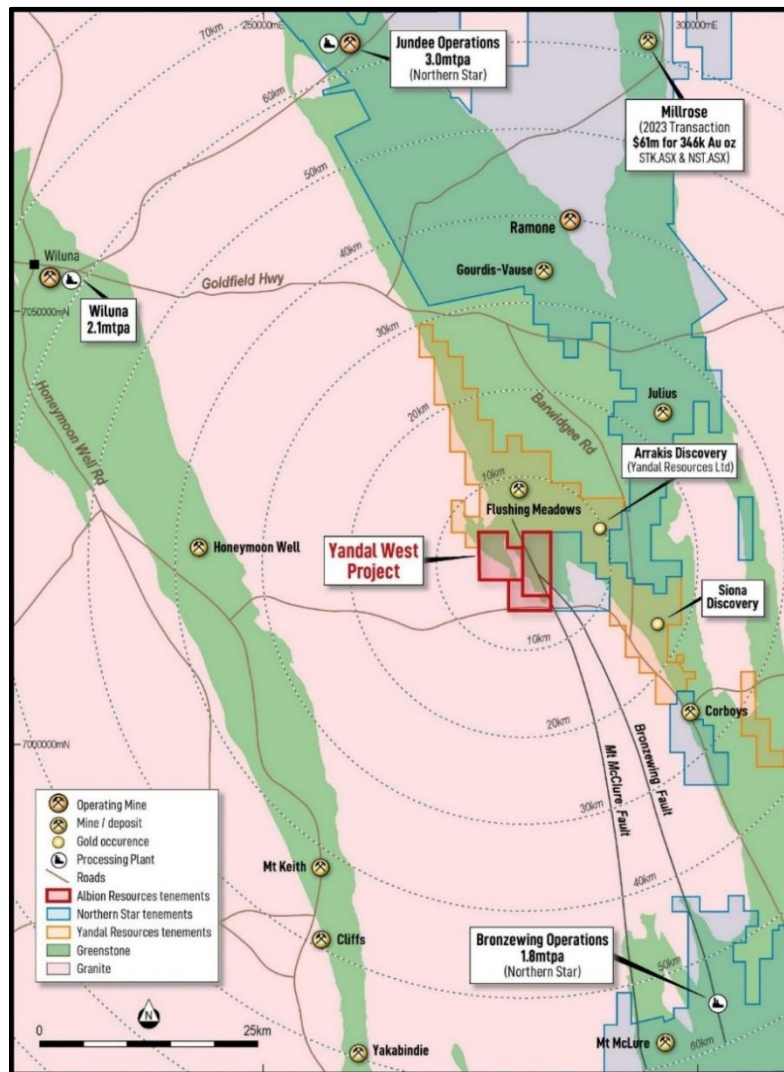 250000mE
300000mE
70km
Jundee Operations
3.0mtpa
(Northern Star)
60km
Millrose
(2023 Transaction
$61m for 346k Au oz
STK.ASX & NST.ASX)
50km
40km
Ramone
Gourdis-Vause
Wiluna
Goldfield Hwy
Wiluna
2.1mtpa
7050000mN
30km
Honeymoon Well Rd
20km
Barwidgee Rd
Julius
Arrakis Discovery
(Yandal Resources Ltd)
10km
Flushing Meadows
Honeymoon Well
Yandal West
Project
Siona
Discovery
10km
Corboys
20km
7000000mN
Mt McClure Fault
Bronzewing Fault
30km
Operating Mine
Mine / deposit
Gold occurence
Processing Plant
Roads
Albion Resources tenements
Northern Star tenements
Yandal Resources tenements
Greenstone
Granite
Mt Keith
40km
Cliffs
Bronzewing Operations
1.8mtpa
(Northern Star)
50km
N
0
25km
Yakabindie
Mt McLure
60km